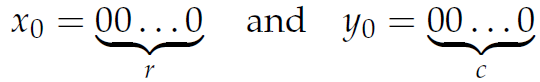 x₀ = 00...0 and y₀ = 00...0
r c